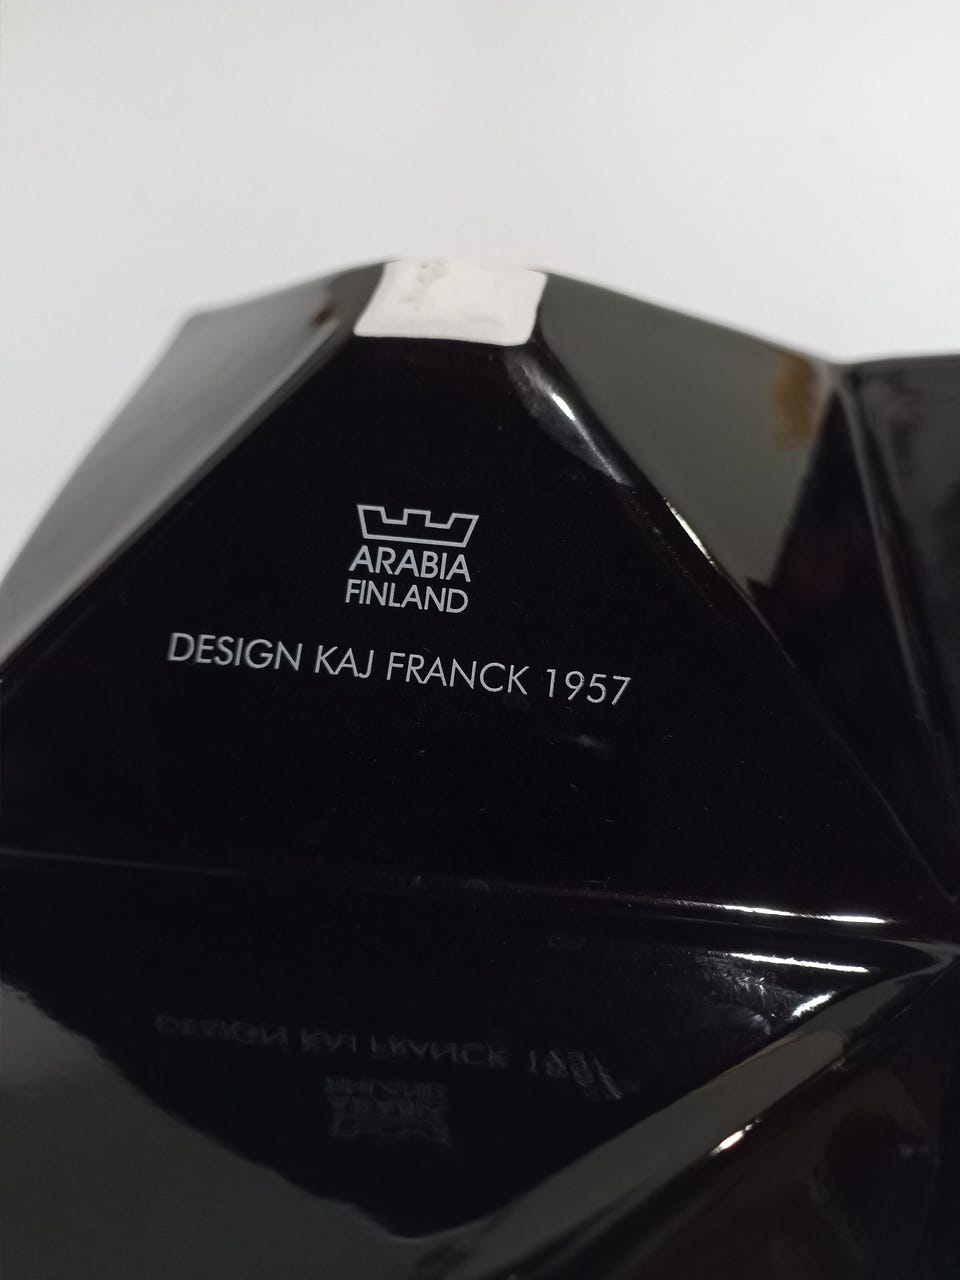 ARABIA
FINLAND
DESIGN KAJ FRANCK 1957